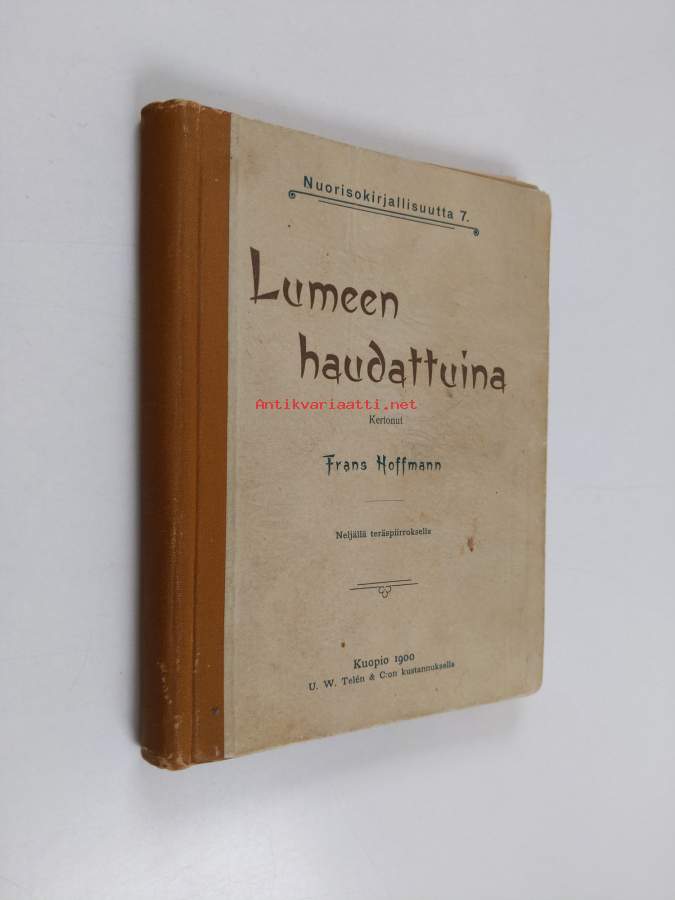 Nuorisokirjallisuutta 7.
Lumeen
haudattuina
Antikvariaatti.net
Kertonut
Frans Hoffmann
Neljällä teräspiirroksella
Kuopio 1900
U. W. Telén & C:on kustannuksella